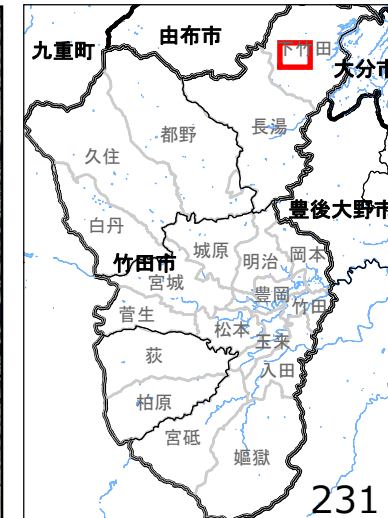 由布市
九重町
下竹田
大分市
都野
長湯
久住
白丹
豊後大野市
城原
明治
岡本
竹田市
宮城
豊岡
竹田
菅生
松本
玉来
荻
入田
柏原
宮砥
嫗獄
231